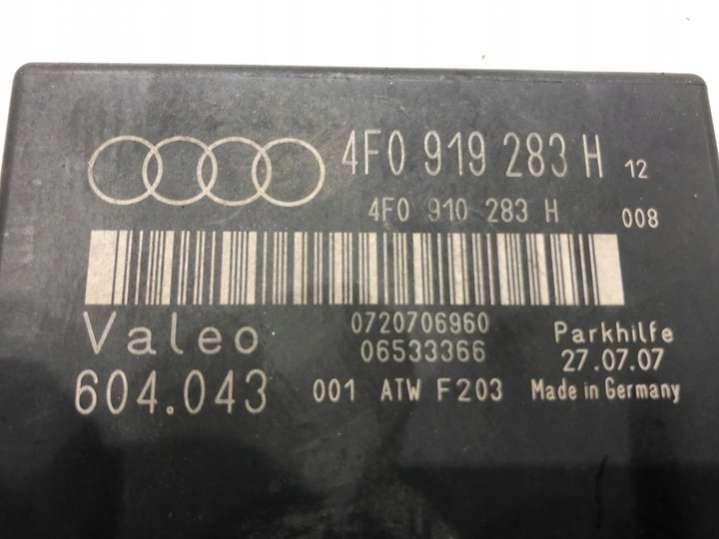 4F0 919 283 H 12
4F0 910 283 H 008
Valeo 0720706960 Parkhilfe
06533366 27.07.07
604.043 001 ATW F203 Made in Germany